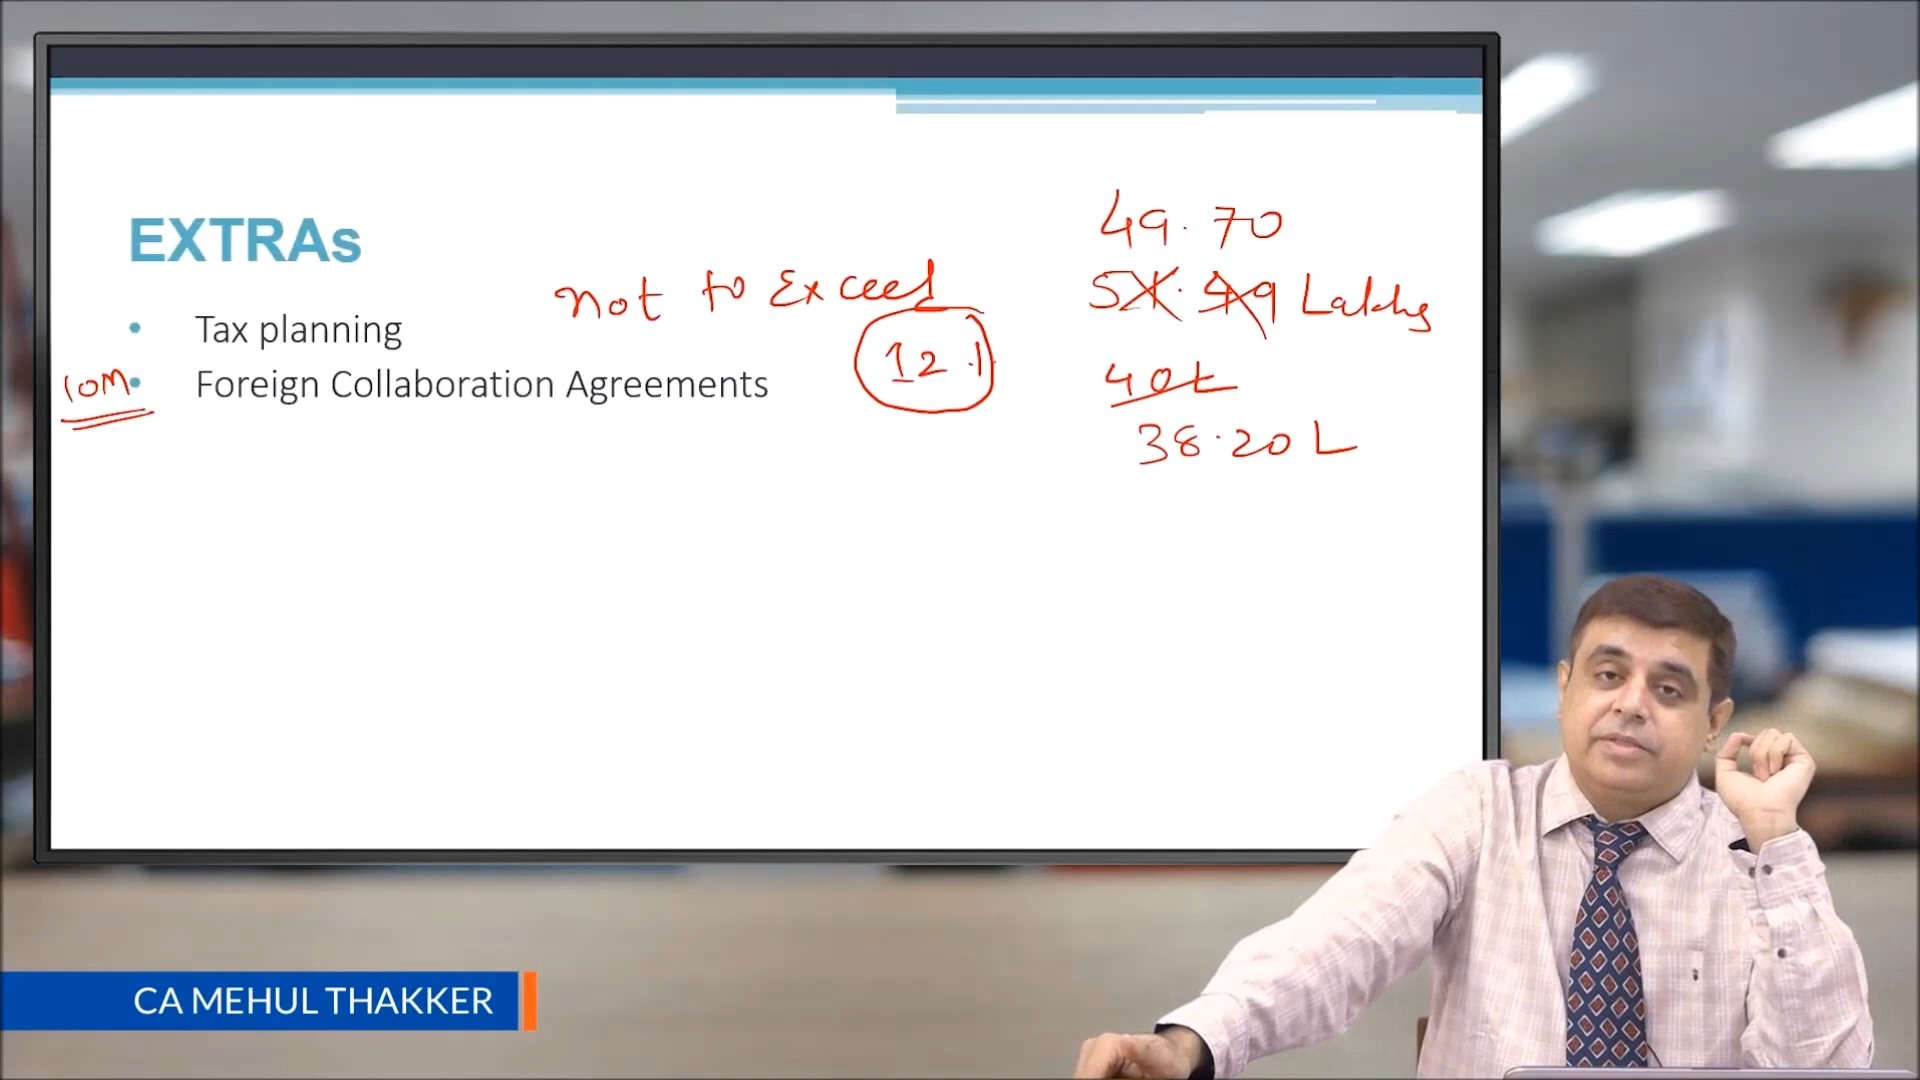 EXTRAs
49.70
not to Exceed
54.49 Lakhs
• Tax planning
12.1
10M
• Foreign Collaboration Agreements
40L
38.20 L
CA MEHUL THAKKER